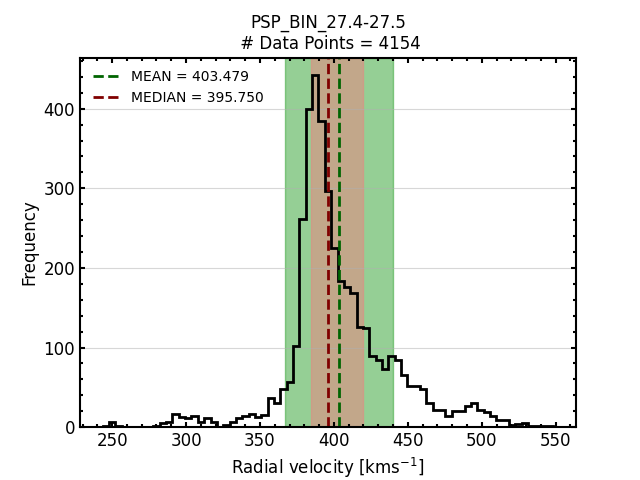 PSP_BIN_27.4-27.5
# Data Points = 4154
MEAN = 403.479
MEDIAN = 395.750
Frequency
400
300
200
100
0
250 300 350 400 450 500 550
Radial velocity [kms⁻¹]